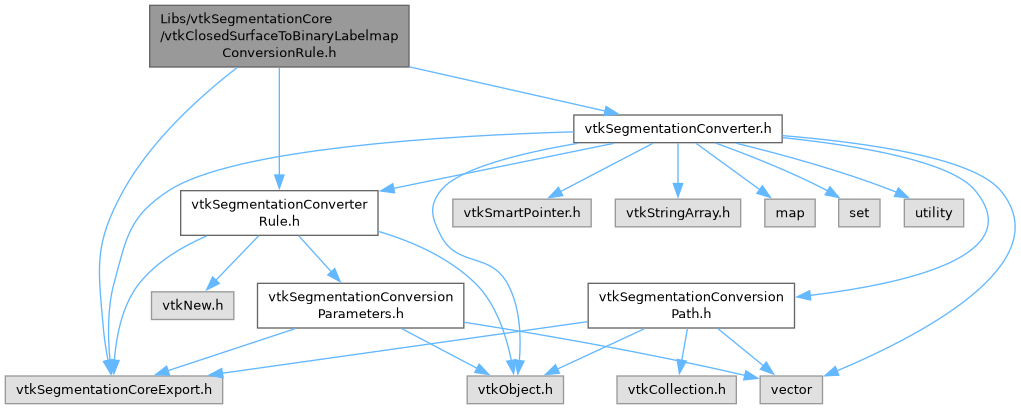 Libs/vtkSegmentationCore
/vtkClosedSurfaceToBinaryLabelmap
ConversionRule.h
vtkSegmentationConverter.h
vtkSegmentationConverter
Rule.h
vtkSmartPointer.h
vtkStringArray.h
map
set
utility
vtkNew.h
vtkSegmentationConversion
Parameters.h
vtkSegmentationConversion
Path.h
vtkSegmentationCoreExport.h
vtkObject.h
vtkCollection.h
vector